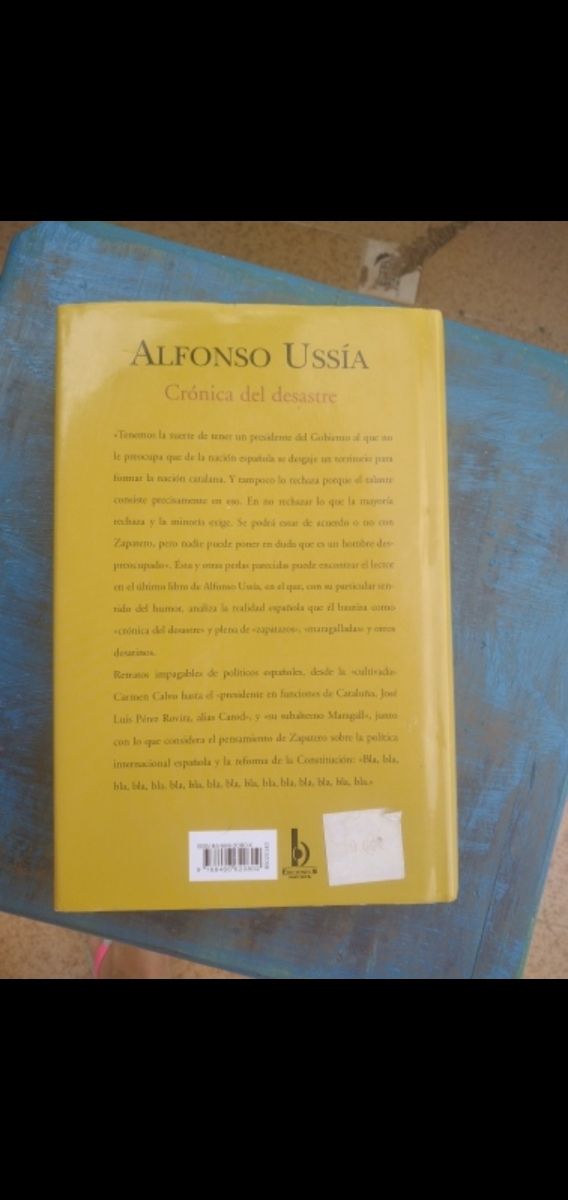 ALFONSO USSÍA
Crónica del desastre
«Tenemos la suerte de tener un presidente del Gobierno al que no
le preocupa que de la nación española se desgaje un territorio para
formar la nación catalana. Y tampoco lo rechaza porque el talante
consiste precisamente en eso. En no rechazar lo que la mayoría
rechaza y la minoría exige. Se podrá estar de acuerdo o no con
Zapatero, pero nadie puede poner en duda que es un hombre des-
preocupado». Ésta y otras perlas parecidas puede encontrar el lector
en el último libro de Alfonso Ussía, en el que, con su particular sen-
tido del humor, analiza la realidad española que él bautiza como
«crónica del desastre» y plena de «zapatazos», «maragalladas» y otros
desatinos.
Retratos impagables de políticos españoles, desde la «cultivada»
Carmen Calvo hasta el «presidente en funciones de Cataluña, José
Luis Pérez Rovira, alias Carod», y «su subalterno Maragall», junto
con lo que considera el pensamiento de Zapatero sobre la política
internacional española y la reforma de la Constitución: «Bla, bla,
bla, bla, bla, bla, bla, bla, bla, bla, bla, bla, bla, bla, bla, bla.»
EDICIONES B